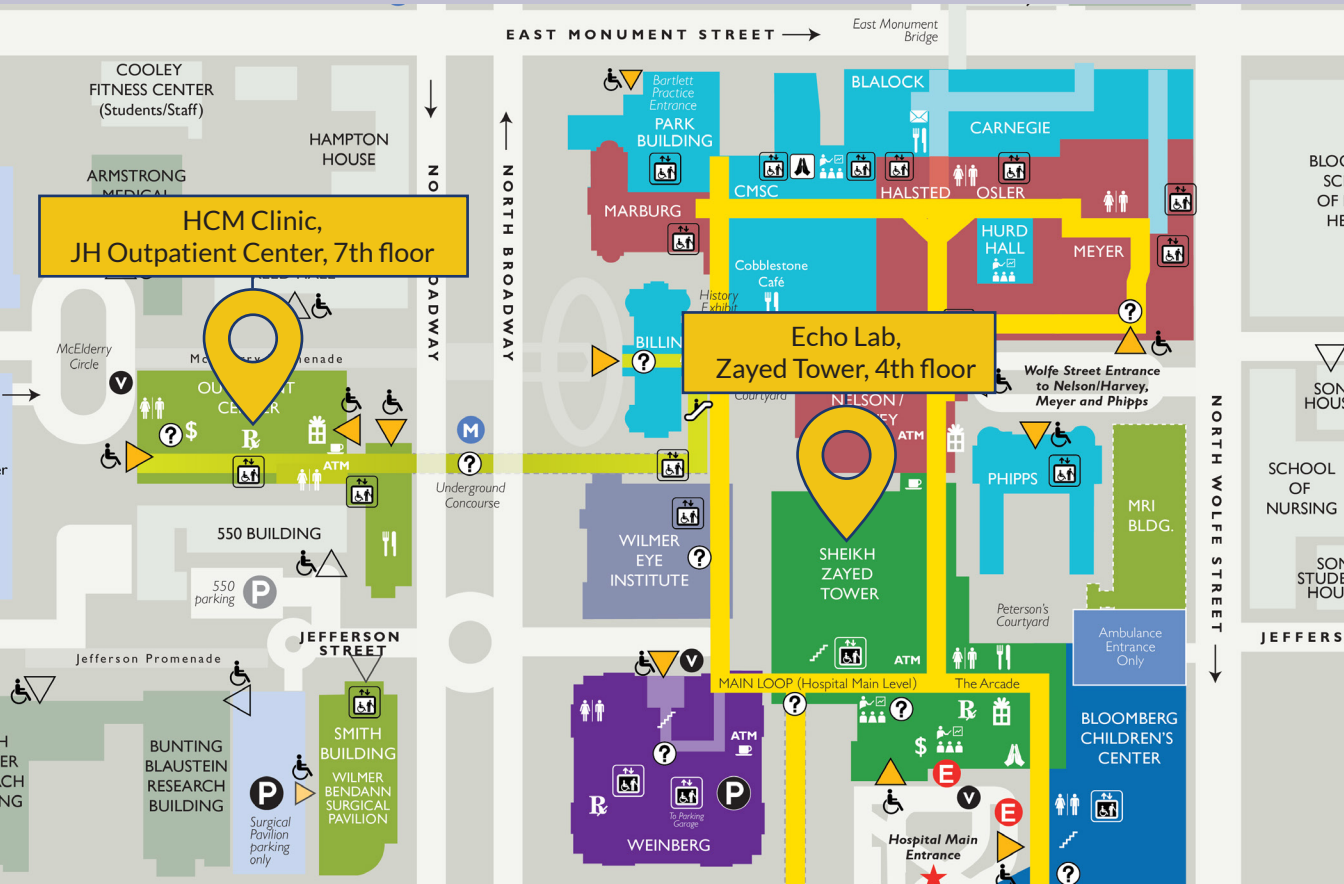 EAST MONUMENT STREET
East Monument
Bridge
COOLEY
FITNESS CENTER
(Students/Staff)
HAMPTON
HOUSE
ARMSTRONG
MEDICAL
HCM Clinic,
JH Outpatient Center, 7th floor
NORTH BROADWAY
Bartlett
Practice
Entrance
PARK
BUILDING
BLALOCK
CARNEGIE
CMSC
HALSTED
OSLER
MARBURG
HURD
HALL
MEYER
Cobblestone
Café
History
Exhibit
Echo Lab,
Zayed Tower, 4th floor
Courtyard
NELSON /
ATM
Wolfe Street Entrance
to Nelson/Harvey,
Meyer and Phipps
McElderry
Circle
V
$
ATM
M
?
Underground
Concourse
PHIPPS
MRI
BLDG.
NORTH WOLFE STREET
SCHOOL
OF
NURSING
550 BUILDING
550
parking
P
WILMER
EYE
INSTITUTE
SHEIKH
ZAYED
TOWER
ATM
Peterson's
Courtyard
Ambulance
Entrance
Only
JEFFERSON
STREET
Jefferson Promenade
V
MAIN LOOP (Hospital Main Level)
The Arcade
BUNTING
BLAUSTEIN
RESEARCH
BUILDING
P
Surgical
Pavilion
parking
only
SMITH
BUILDING
WILMER
BENDANN
SURGICAL
PAVILION
ATM
P
To Parking
Garage
WEINBERG
$
E
V
E
Hospital Main
Entrance
BLOOMBERG
CHILDREN'S
CENTER